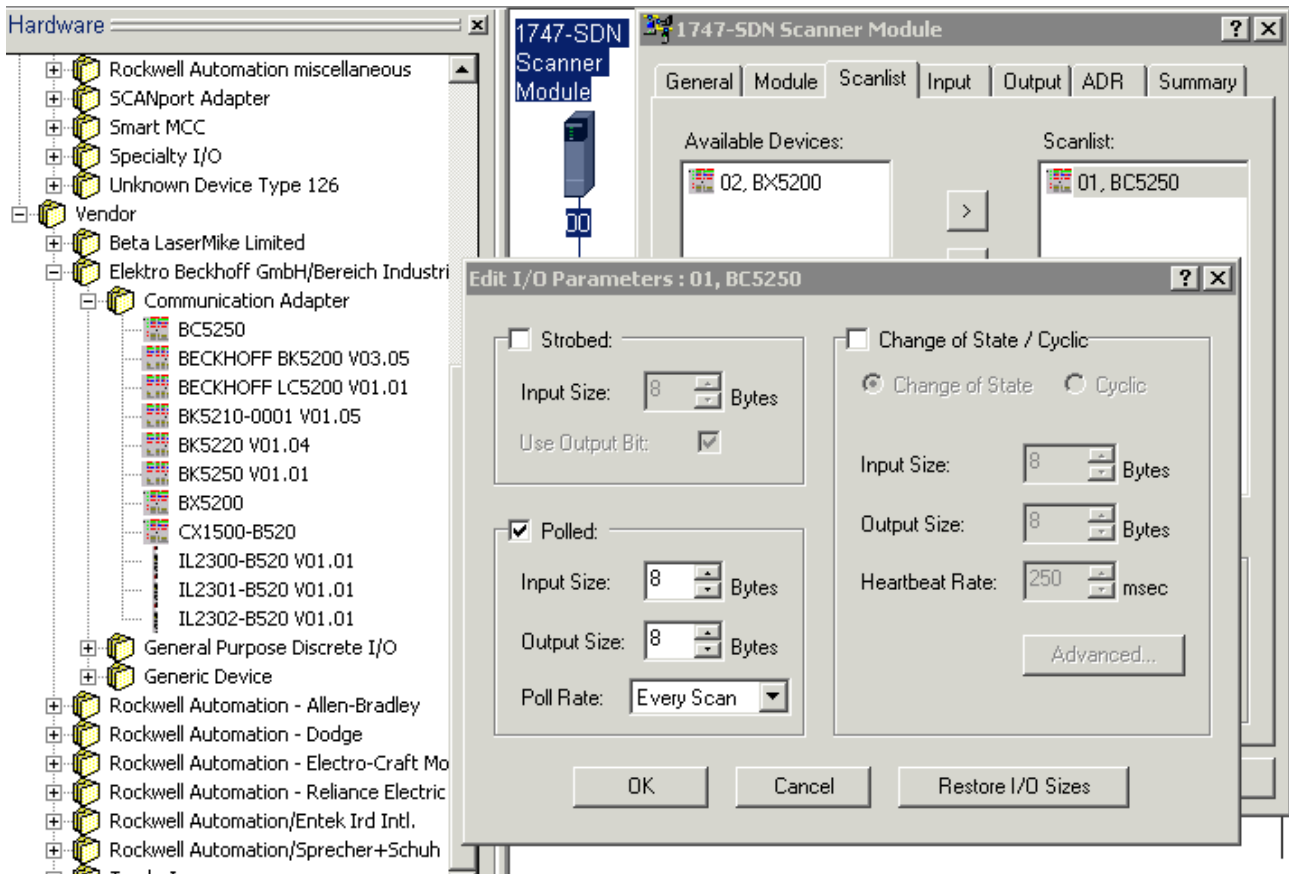 Hardware
Rockwell Automation miscellaneous
SCANport Adapter
Smart MCC
Specialty I/O
Unknown Device Type 126
Vendor
Beta LaserMike Limited
Elektro Beckhoff GmbH/Bereich Industri
Communication Adapter
BC5250
BECKHOFF BK5200 V03.05
BECKHOFF LC5200 V01.01
BK5210-0001 V01.05
BK5220 V01.04
BK5250 V01.01
BX5200
CX1500-B520
IL2300-B520 V01.01
IL2301-B520 V01.01
IL2302-B520 V01.01
General Purpose Discrete I/O
Generic Device
Rockwell Automation - Allen-Bradley
Rockwell Automation - Dodge
Rockwell Automation - Electro-Craft Mo
Rockwell Automation - Reliance Electric
Rockwell Automation/Entek Ird Intl.
Rockwell Automation/Sprecher+Schuh
1747-SDN
Scanner
Module
00
1747-SDN Scanner Module
General Module Scanlist Input Output ADR Summary
Available Devices: Scanlist:
02, BX5200 01, BC5250
>
Edit I/O Parameters : 01, BC5250
Strobed:
Input Size: 8 Bytes
Use Output Bit:
Polled:
Input Size: 8 Bytes
Output Size: 8 Bytes
Poll Rate: Every Scan
Change of State / Cyclic
Change of State Cyclic
Input Size: 8 Bytes
Output Size: 8 Bytes
Heartbeat Rate: 250 msec
Advanced...
OK Cancel Restore I/O Sizes